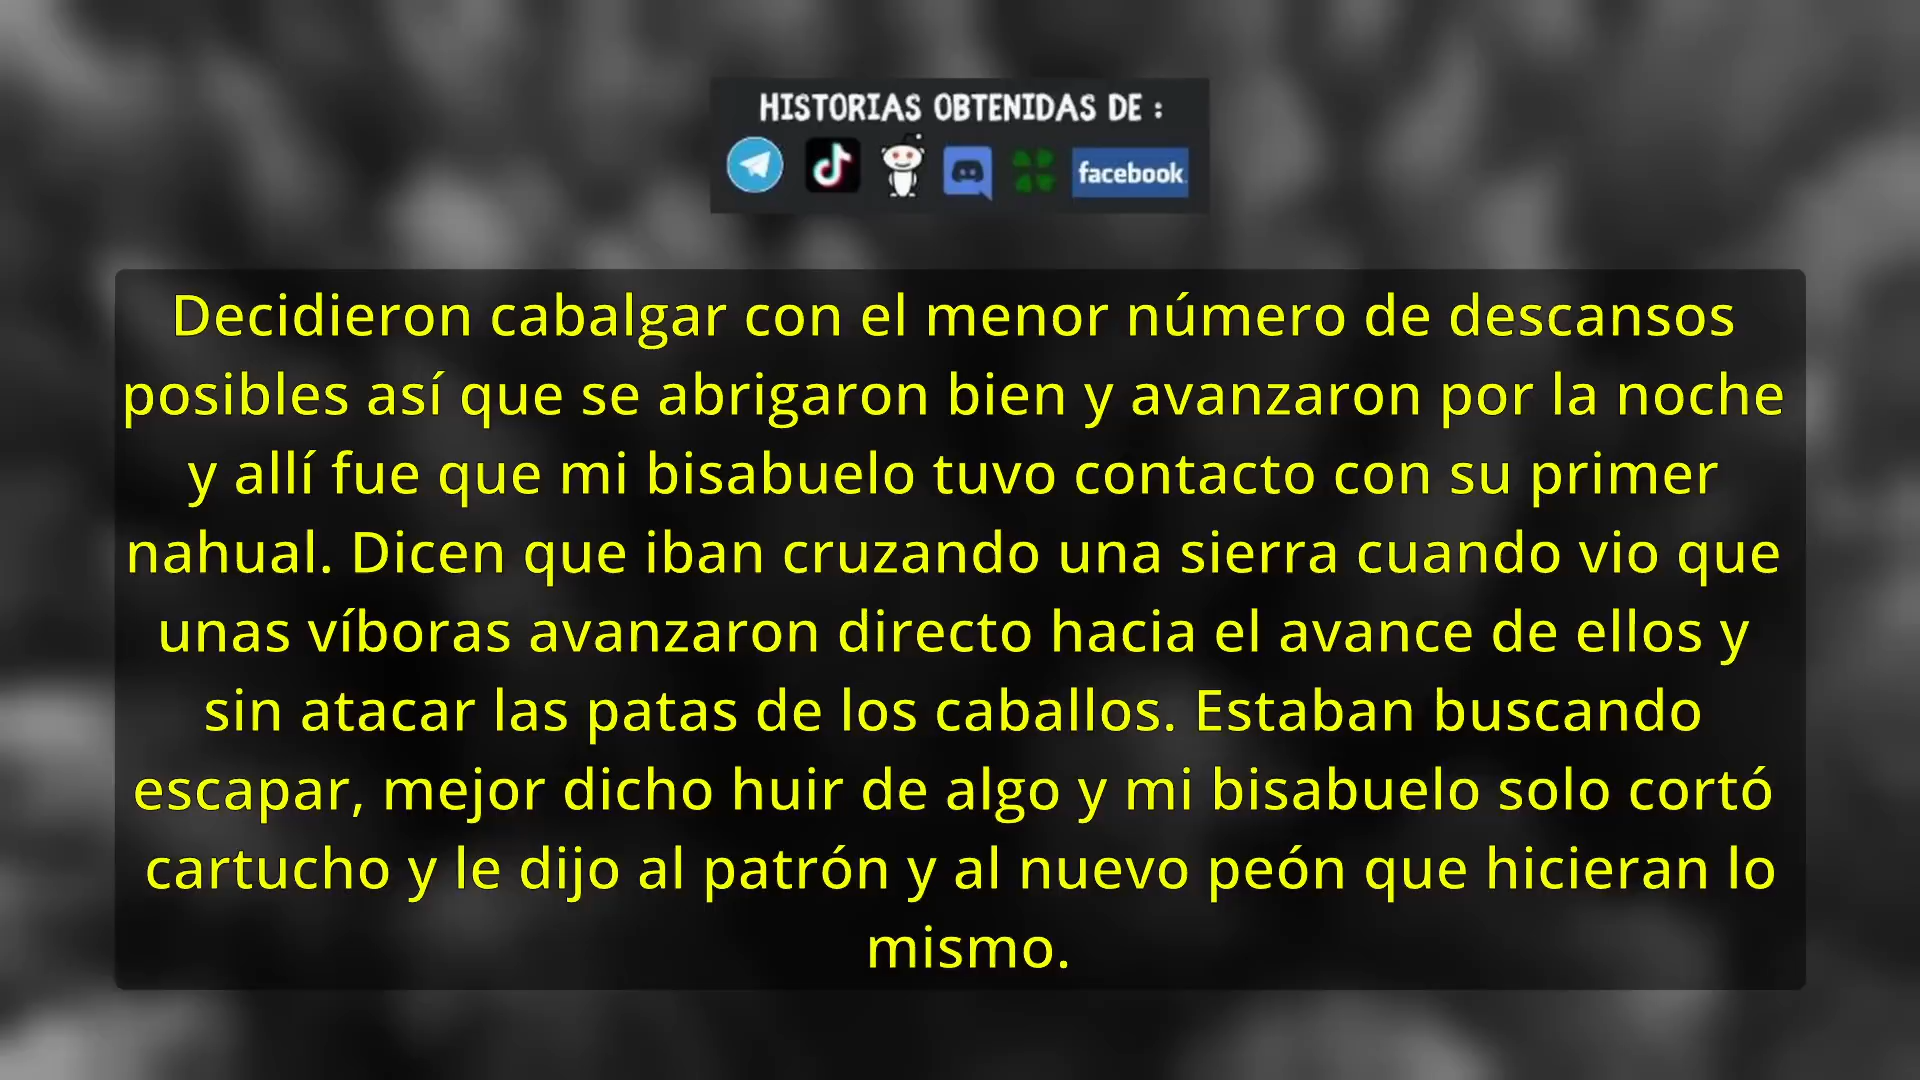 HISTORIAS OBTENIDAS DE :
facebook
Decidieron cabalgar con el menor número de descansos
posibles así que se abrigaron bien y avanzaron por la noche
y allí fue que mi bisabuelo tuvo contacto con su primer
nahual. Dicen que iban cruzando una sierra cuando vio que
unas víboras avanzaron directo hacia el avance de ellos y
sin atacar las patas de los caballos. Estaban buscando
escapar, mejor dicho huir de algo y mi bisabuelo solo cortó
cartucho y le dijo al patrón y al nuevo peón que hicieran lo
mismo.